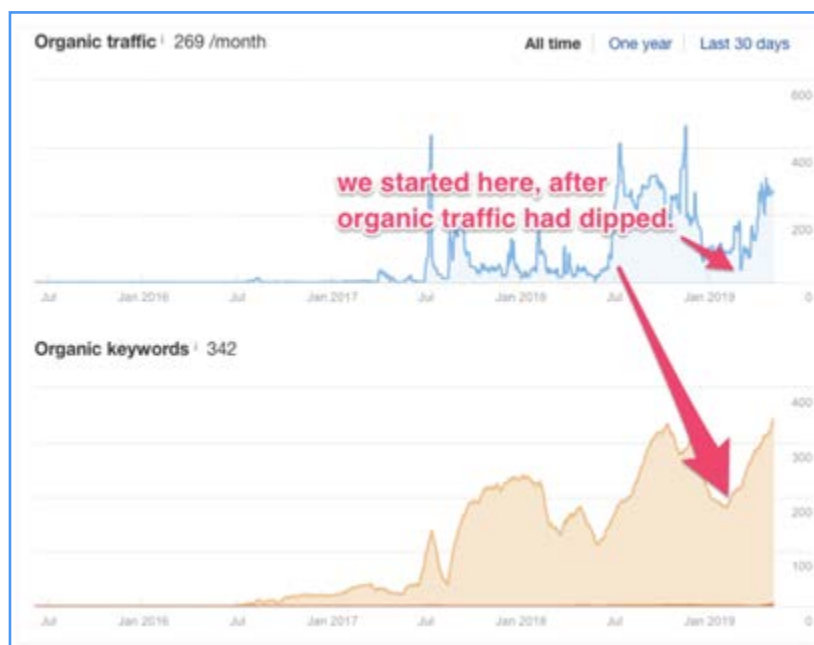 Organic traffic i 269 /month
All time One year Last 30 days
600
400
we started here, after
organic traffic had dipped.
200
0
Jul Jan 2016 Jul Jan 2017 Jul Jan 2018 Jul Jan 2019
Organic keywords i 342
400
300
200
100
0
Jul Jan 2016 Jul Jan 2017 Jul Jan 2018 Jul Jan 2019